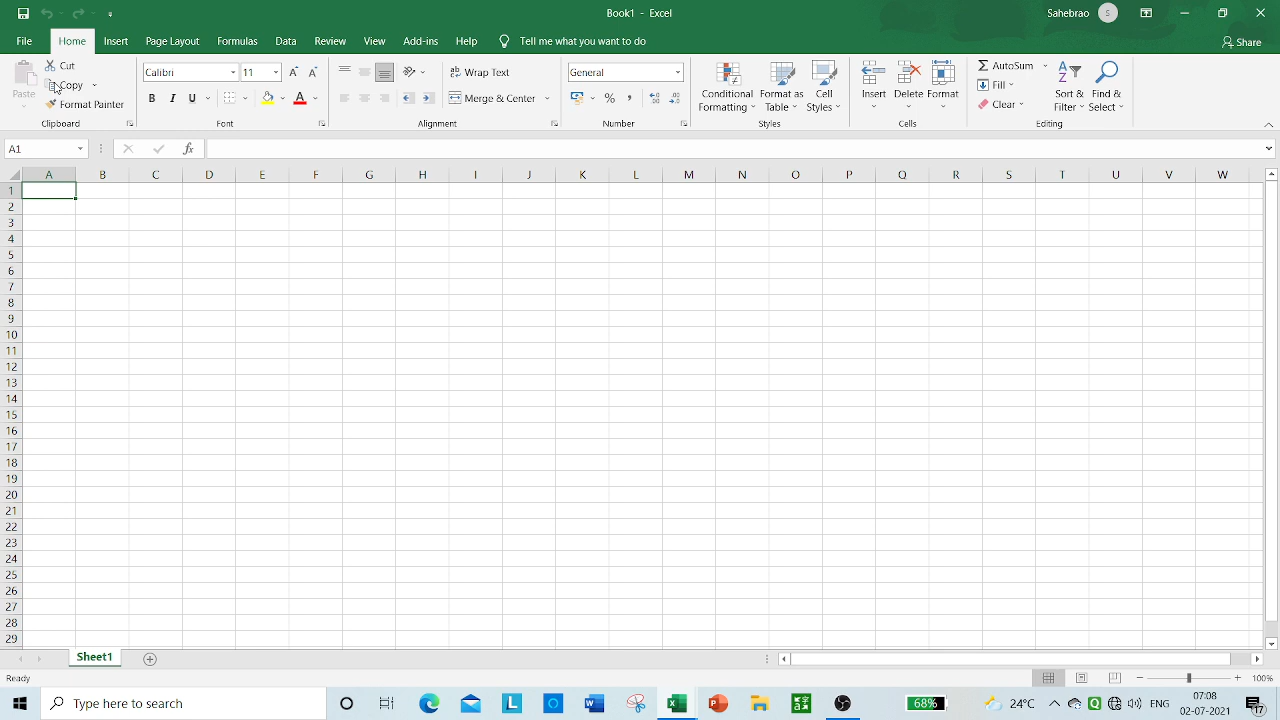 Book1 - Excel
Sahebrao S
File Home Insert Page Layout Formulas Data Review View Add-ins Help Tell me what you want to do Share
Paste
Cut
Copy
Format Painter
Clipboard
Calibri 11
B I U
Font
Wrap Text
Merge & Center
Alignment
General
Number
Conditional Formatting
Format as Table
Cell Styles
Styles
Insert Delete Format
Cells
AutoSum
Fill
Clear
Sort & Filter
Find & Select
Editing
A1
fx
A B C D E F G H I J K L M N O P Q R S T U V W
1
2
3
4
5
6
7
8
9
10
11
12
13
14
15
16
17
18
19
20
21
22
23
24
25
26
27
28
29
Sheet1
Ready 100%
Type here to search
68%
24°C
07:08
02-07-2021